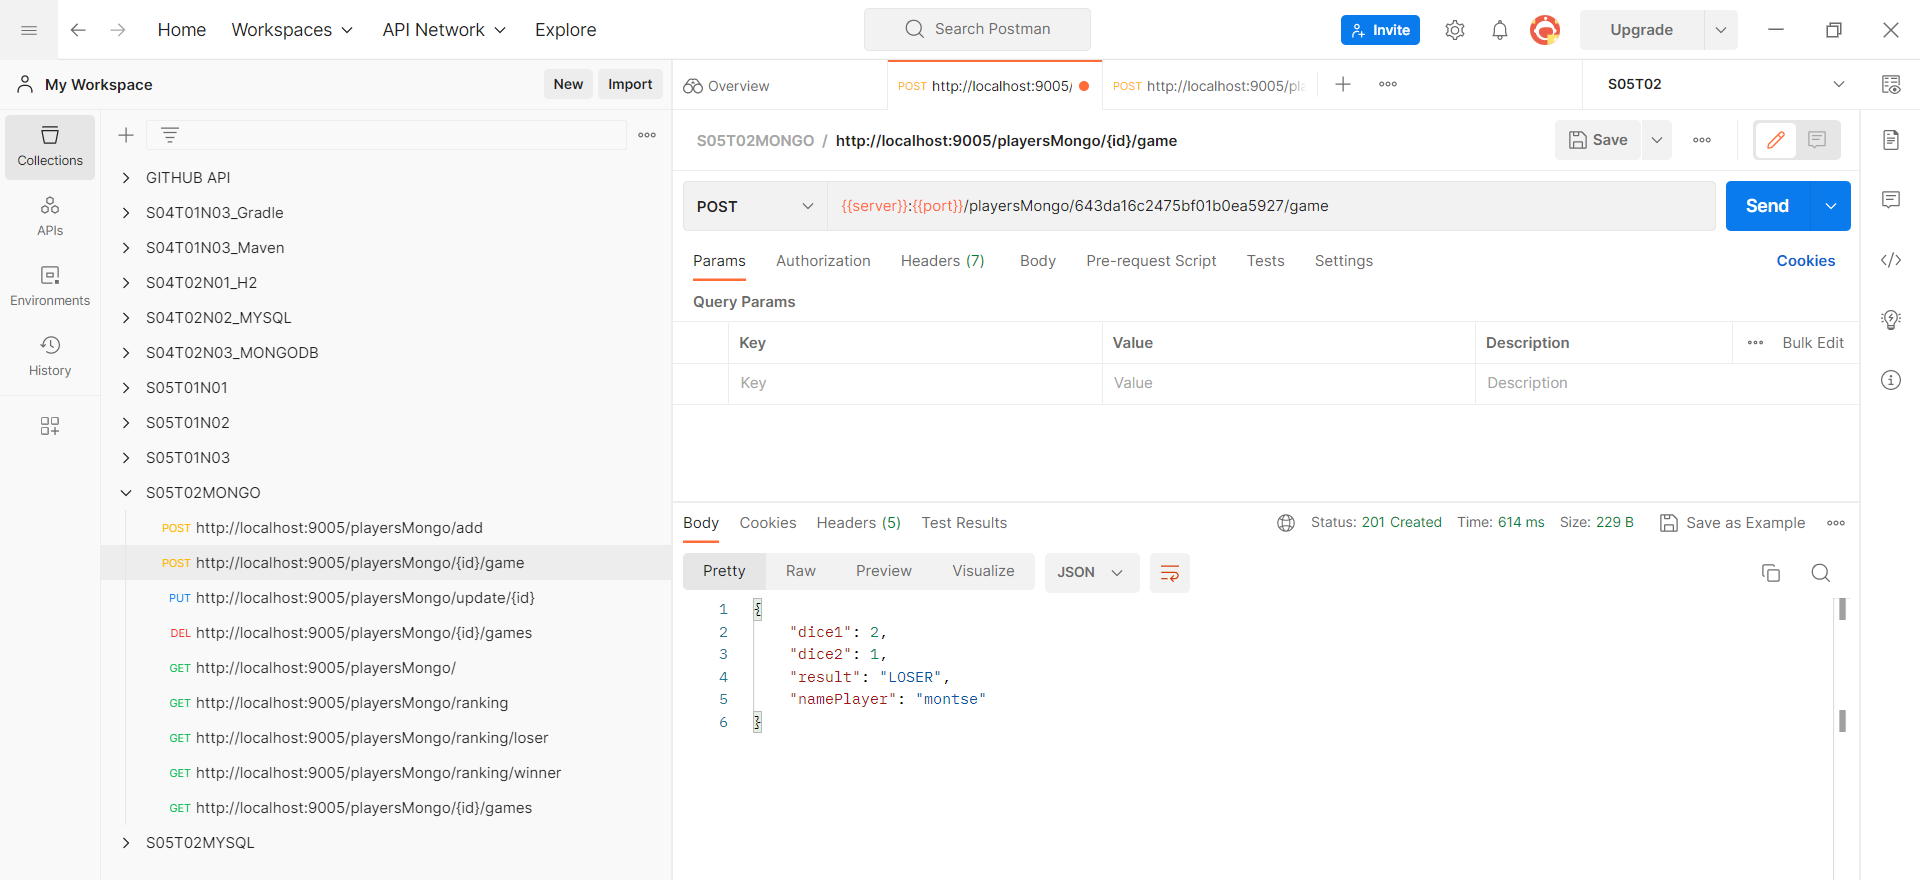 Home Workspaces API Network Explore Search Postman Invite Upgrade
My Workspace New Import Overview POST http://localhost:9005/ POST http://localhost:9005/pla S05T02
Collections
APIs
Environments
History
GITHUB API
S04T01N03_Gradle
S04T01N03_Maven
S04T02N01_H2
S04T02N02_MYSQL
S04T02N03_MONGODB
S05T01N01
S05T01N02
S05T01N03
S05T02MONGO
POST http://localhost:9005/playersMongo/add
POST http://localhost:9005/playersMongo/{id}/game
PUT http://localhost:9005/playersMongo/update/{id}
DEL http://localhost:9005/playersMongo/{id}/games
GET http://localhost:9005/playersMongo/
GET http://localhost:9005/playersMongo/ranking
GET http://localhost:9005/playersMongo/ranking/loser
GET http://localhost:9005/playersMongo/ranking/winner
GET http://localhost:9005/playersMongo/{id}/games
S05T02MYSQL
S05T02MONGO / http://localhost:9005/playersMongo/{id}/game Save
POST {{server}}:{{port}}/playersMongo/643da16c2475bf01b0ea5927/game Send
Params Authorization Headers (7) Body Pre-request Script Tests Settings Cookies
Query Params
Key Value Description Bulk Edit
Key Value Description
Body Cookies Headers (5) Test Results Status: 201 Created Time: 614 ms Size: 229 B Save as Example
Pretty Raw Preview Visualize JSON
1 {
2 "dice1": 2,
3 "dice2": 1,
4 "result": "LOSER",
5 "namePlayer": "montse"
6 }